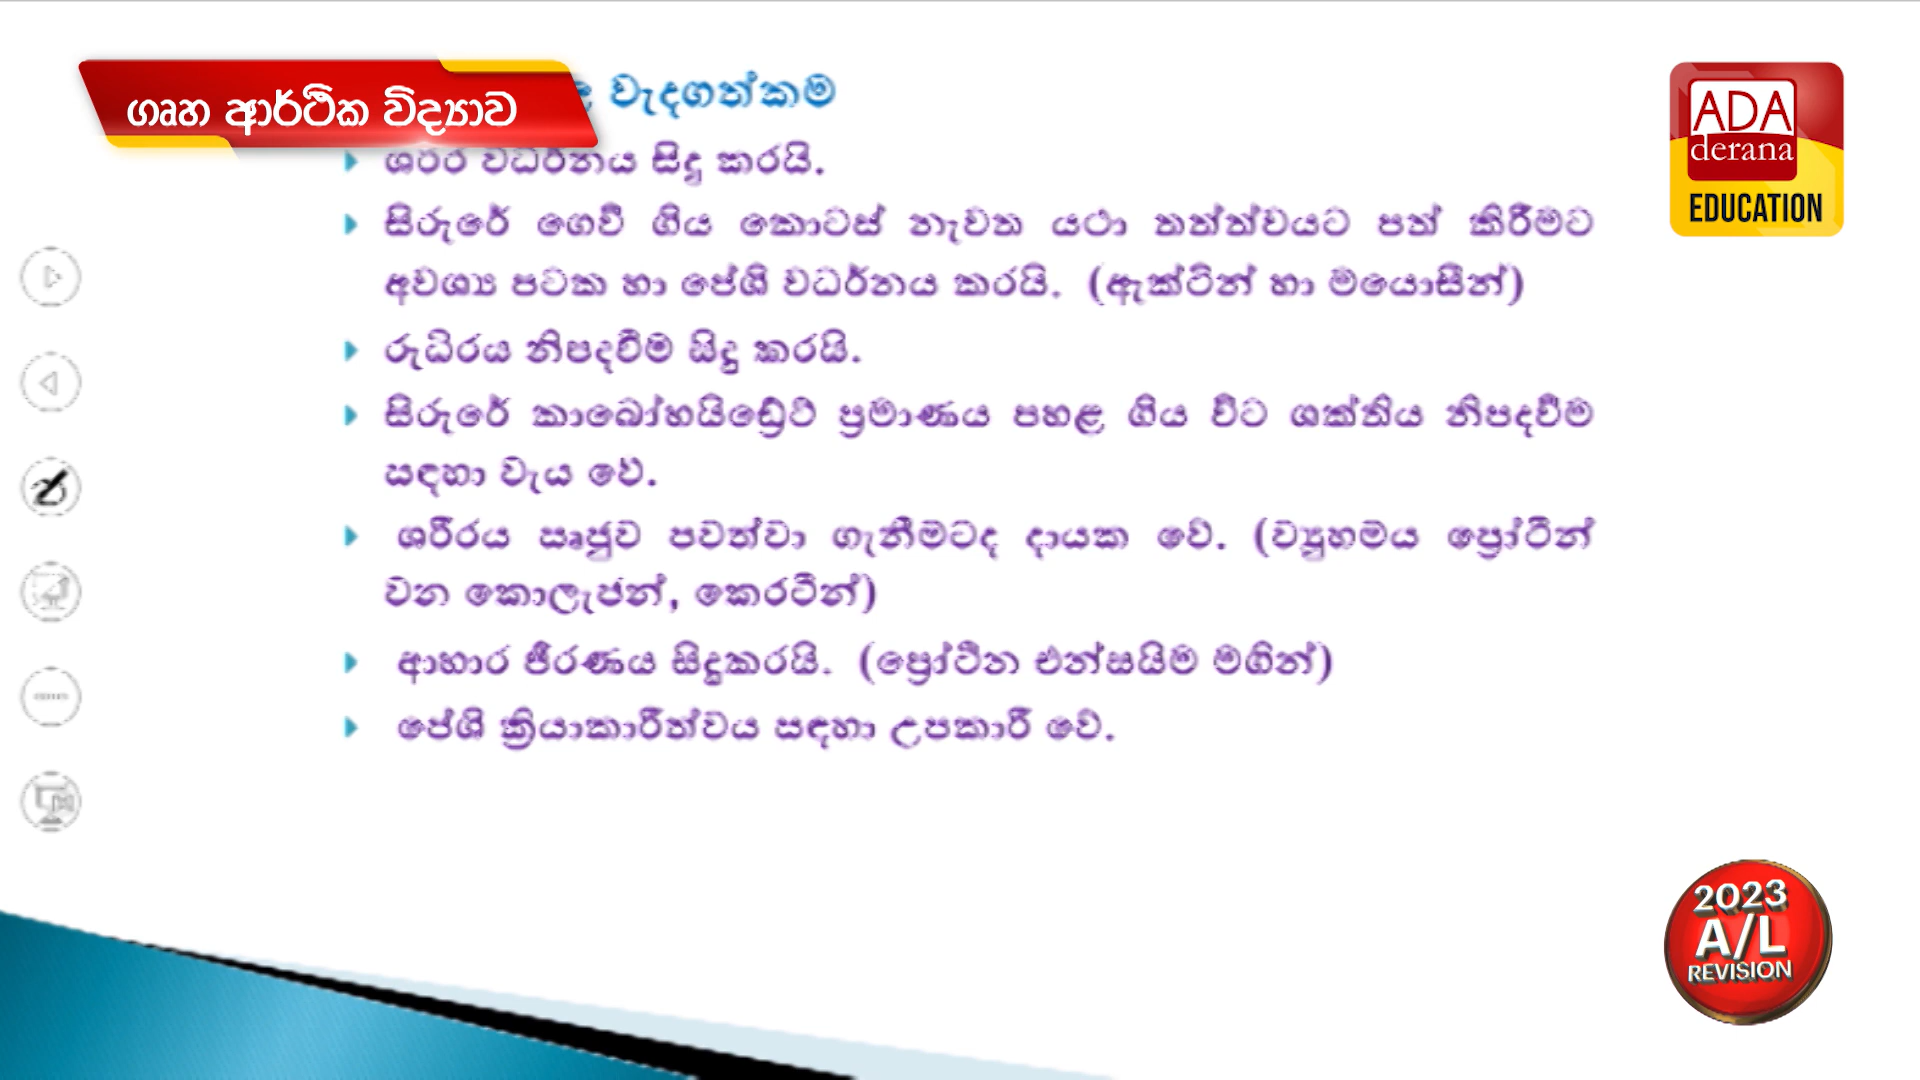 ගෘහ ආර්ථික විද්‍යාව
වැදගත්කම
ශරීර වර්ධනය සිදු කරයි.
සිරුරේ ගෙවී ගිය කොටස් නැවත යථා තත්ත්වයට පත් කිරීමට
අවශ්‍ය පටක හා පේශි වර්ධනය කරයි. (ඇක්ටින් හා මයොසීන්)
රුධිරය නිපදවීම සිදු කරයි.
සිරුරේ කාබෝහයිඩ්‍රේට් ප්‍රමාණය පහළ ගිය විට ශක්තිය නිපදවීම
සඳහා වැය වේ.
ශරීරය සෘජුව පවත්වා ගැනීමටද දායක වේ. (ව්‍යුහමය ප්‍රෝටීන්
වන කොලැජන්, කෙරටීන්)
ආහාර ජීරණය සිදුකරයි. (ප්‍රෝටීන එන්සයිම මගින්)
පේශි ක්‍රියාකාරීත්වය සඳහා උපකාරී වේ.
ADA
derana
EDUCATION
2023
A/L
REVISION